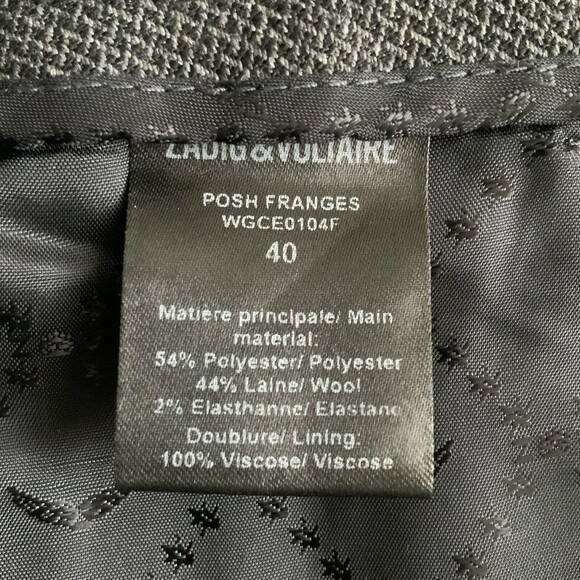 ZADIG&VOLTAIRE
POSH FRANGES
WGCE0104F
40
Matière principale/ Main
material:
54% Polyester/ Polyester
44% Laine/ Wool
2% Elasthanne/ Elastane
Doublure/ Lining:
100% Viscose/ Viscose